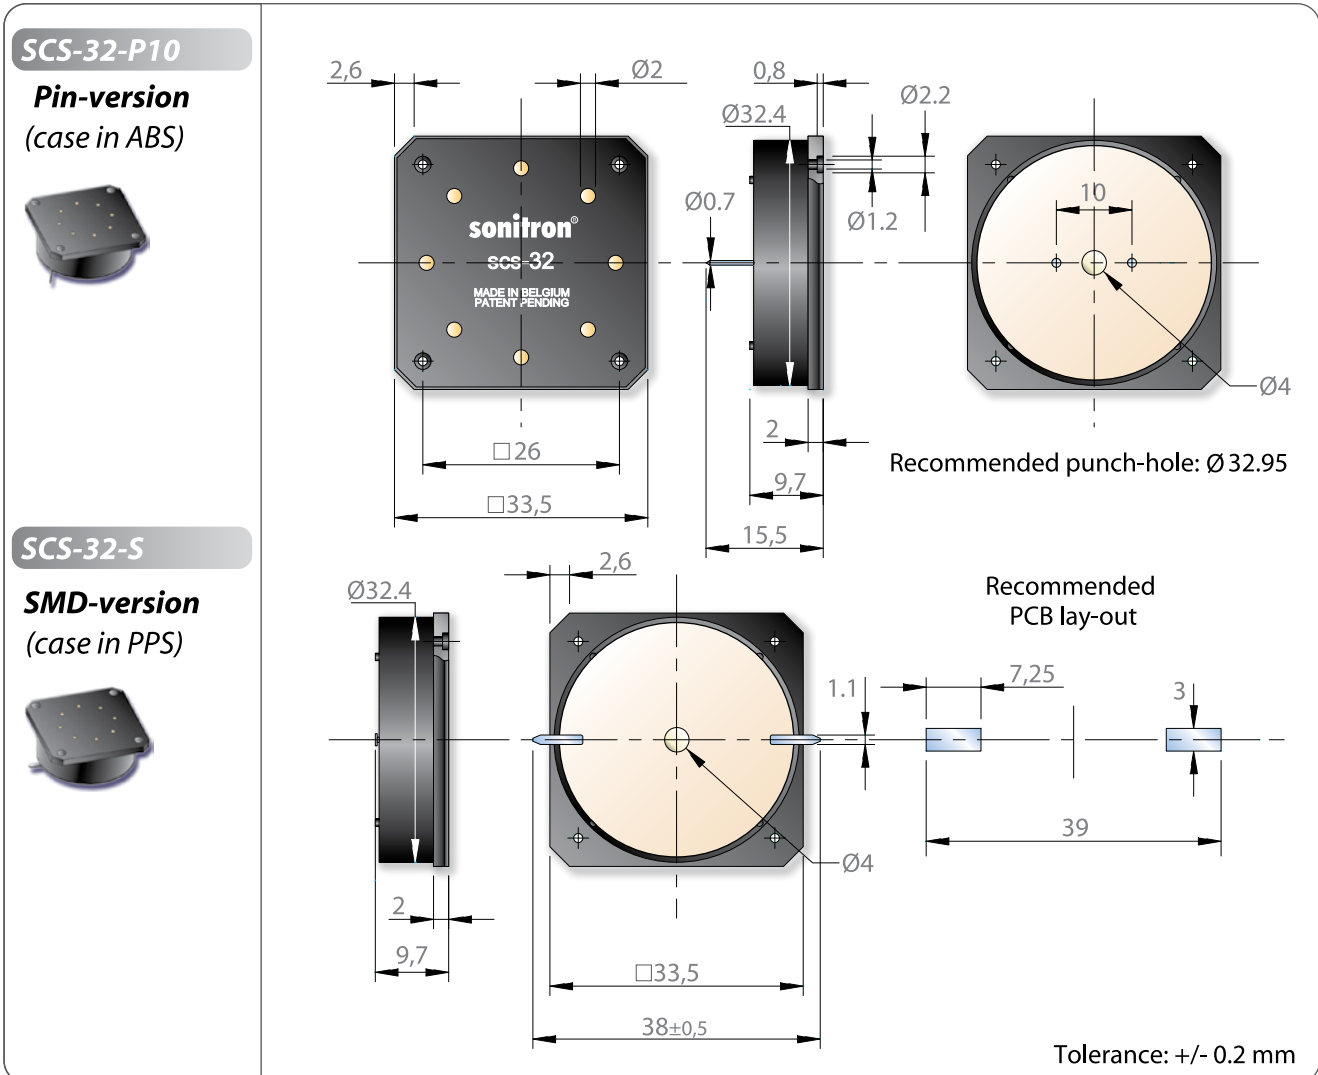 SCS-32-P10
Pin-version
(case in ABS)
2,6
Ø2
0,8
Ø2.2
Ø32.4
Ø0.7
Ø1.2
10
sonitron®
scs-32
MADE IN BELGIUM
PATENT PENDING
Ø4
□26
2
Recommended punch-hole: Ø 32.95
9,7
□33,5
15,5
SCS-32-S
SMD-version
(case in PPS)
2,6
Ø32.4
Recommended
PCB lay-out
1.1
7,25
3
39
Ø4
2
9,7
□33,5
38±0,5
Tolerance: +/- 0.2 mm